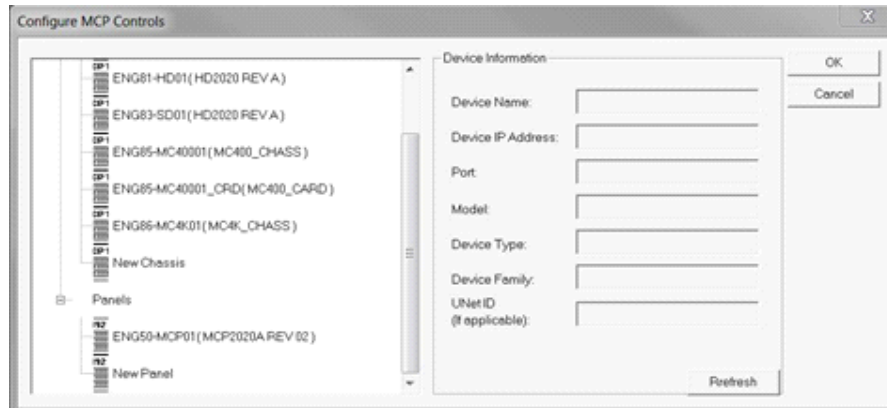 Configure MCP Controls
ENG81-HD01( HD2020 REV A )
ENG83-SD01( HD2020 REV A )
ENG85-MC40001( MC400_CHASS )
ENG85-MC40001_CRD( MC400_CARD )
ENG86-MC4K01( MC4K_CHASS )
New Chassis
Panels
ENG50-MCP01( MCP2020A REV 02 )
New Panel
Device Information
Device Name:
Device IP Address:
Port:
Model:
Device Type:
Device Family:
UNet ID
(If applicable):
Rrefresh
OK
Cancel